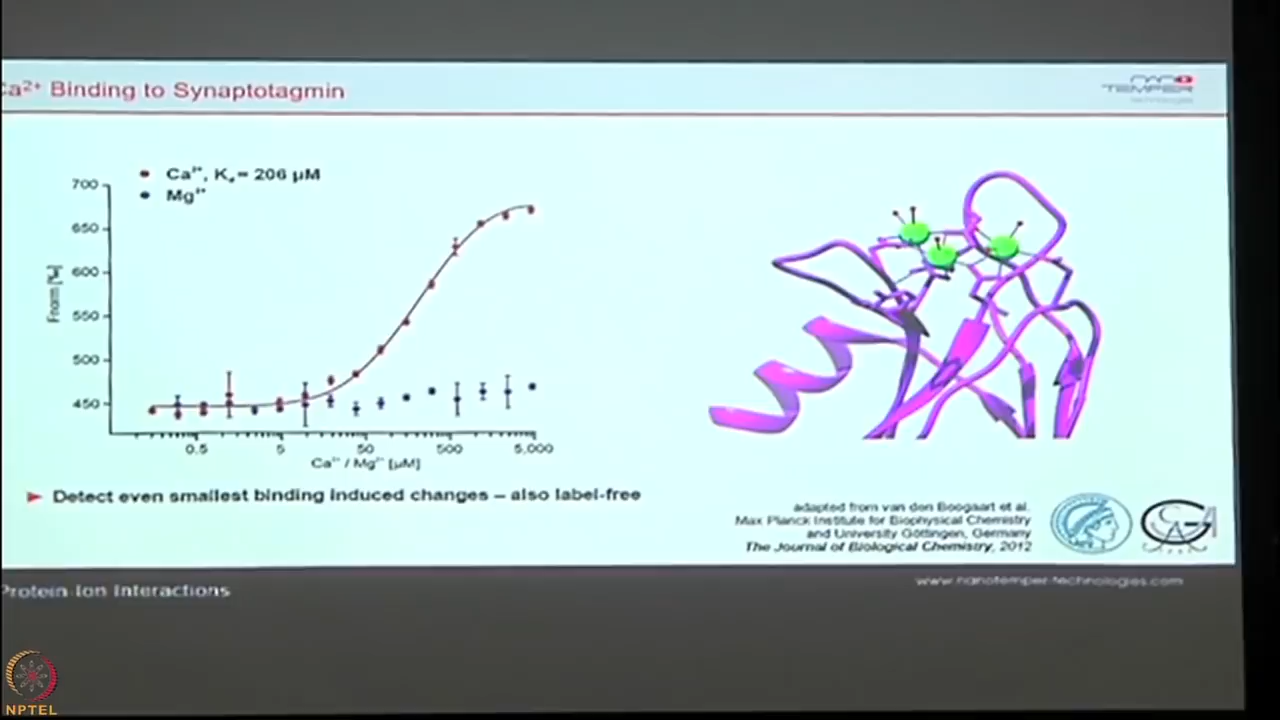 Ca²⁺ Binding to Synaptotagmin
NANO
TEMPER
technologies
Ca²⁺, K_d = 206 µM
Mg²⁺
700
650
600
550
500
450
Fnorm [‰]
0.5
5
50
500
5,000
Ca²⁺ / Mg²⁺ [µM]
Detect even smallest binding induced changes – also label-free
adapted from van den Boogaart et al.
Max Planck Institute for Biophysical Chemistry
and University Göttingen, Germany
The Journal of Biological Chemistry, 2012
Protein-Ion Interactions
www.nanotemper-technologies.com
NPTEL